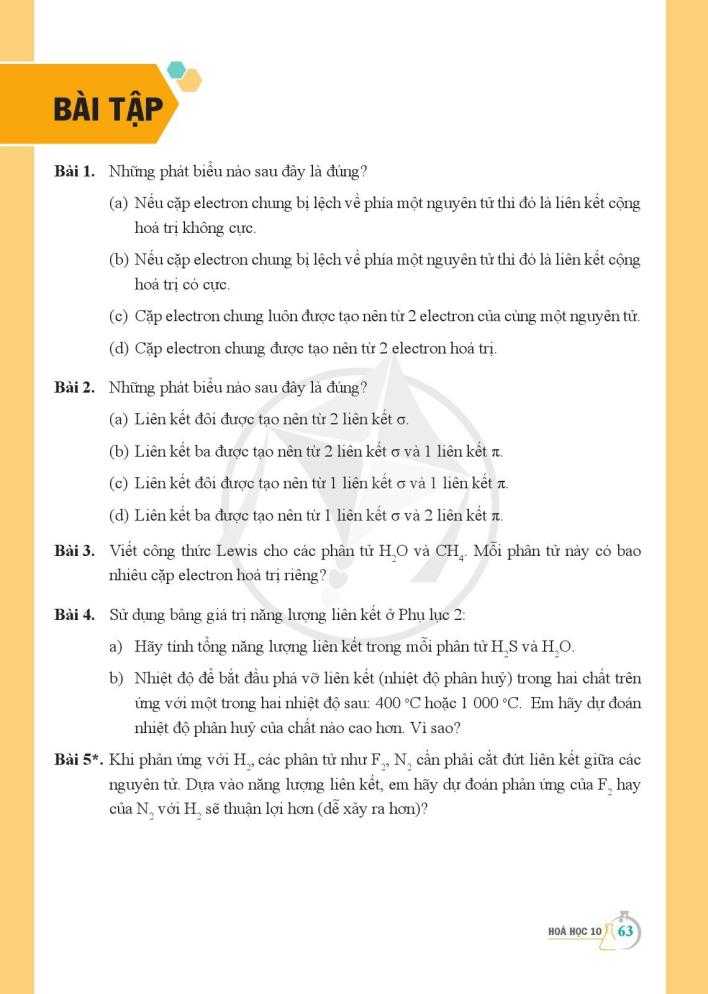 BÀI TẬP
Bài 1. Những phát biểu nào sau đây là đúng?
(a) Nếu cặp electron chung bị lệch về phía một nguyên tử thì đó là liên kết cộng
hoá trị không cực.
(b) Nếu cặp electron chung bị lệch về phía một nguyên tử thì đó là liên kết cộng
hoá trị có cực.
(c) Cặp electron chung luôn được tạo nên từ 2 electron của cùng một nguyên tử.
(d) Cặp electron chung được tạo nên từ 2 electron hoá trị.
Bài 2. Những phát biểu nào sau đây là đúng?
(a) Liên kết đôi được tạo nên từ 2 liên kết σ.
(b) Liên kết ba được tạo nên từ 2 liên kết σ và 1 liên kết π.
(c) Liên kết đôi được tạo nên từ 1 liên kết σ và 1 liên kết π.
(d) Liên kết ba được tạo nên từ 1 liên kết σ và 2 liên kết π.
Bài 3. Viết công thức Lewis cho các phân tử H₂O và CH₄. Mỗi phân tử này có bao
nhiêu cặp electron hoá trị riêng?
Bài 4. Sử dụng bảng giá trị năng lượng liên kết ở Phụ lục 2:
a) Hãy tính tổng năng lượng liên kết trong mỗi phân tử H₂S và H₂O.
b) Nhiệt độ để bắt đầu phá vỡ liên kết (nhiệt độ phân huỷ) trong hai chất trên
ứng với một trong hai nhiệt độ sau: 400 °C hoặc 1 000 °C. Em hãy dự đoán
nhiệt độ phân huỷ của chất nào cao hơn. Vì sao?
Bài 5*. Khi phản ứng với H₂, các phân tử như F₂, N₂ cần phải cắt đứt liên kết giữa các
nguyên tử. Dựa vào năng lượng liên kết, em hãy dự đoán phản ứng của F₂ hay
của N₂ với H₂ sẽ thuận lợi hơn (dễ xảy ra hơn)?
HOÁ HỌC 10 63